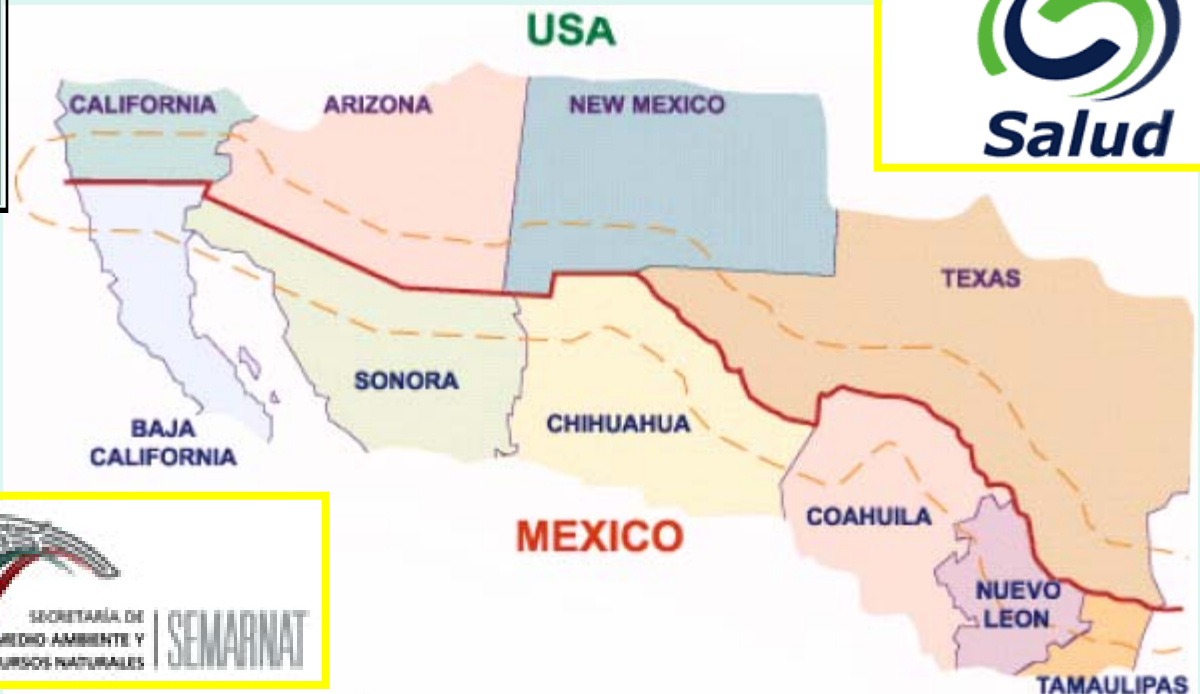 USA
CALIFORNIA
ARIZONA
NEW MEXICO
Salud
TEXAS
SONORA
CHIHUAHUA
BAJA
CALIFORNIA
COAHUILA
MEXICO
NUEVO
LEON
TAMAULIPAS
SECRETARÍA DE
MEDIO AMBIENTE Y
URSOS NATURALES
SEMARNAT